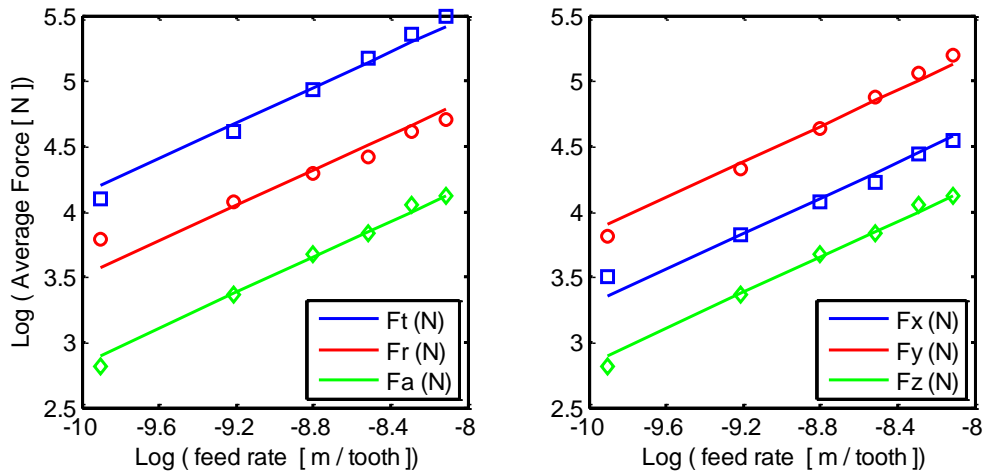 5.5
5
4.5
4
3.5
3
2.5
Log ( Average Force [ N ] )
-10 -9.6 -9.2 -8.8 -8.4 -8
Log ( feed rate [ m / tooth ] )
Ft (N)
Fr (N)
Fa (N)
5.5
5
4.5
4
3.5
3
2.5
-10 -9.6 -9.2 -8.8 -8.4 -8
Log ( feed rate [ m / tooth ] )
Fx (N)
Fy (N)
Fz (N)